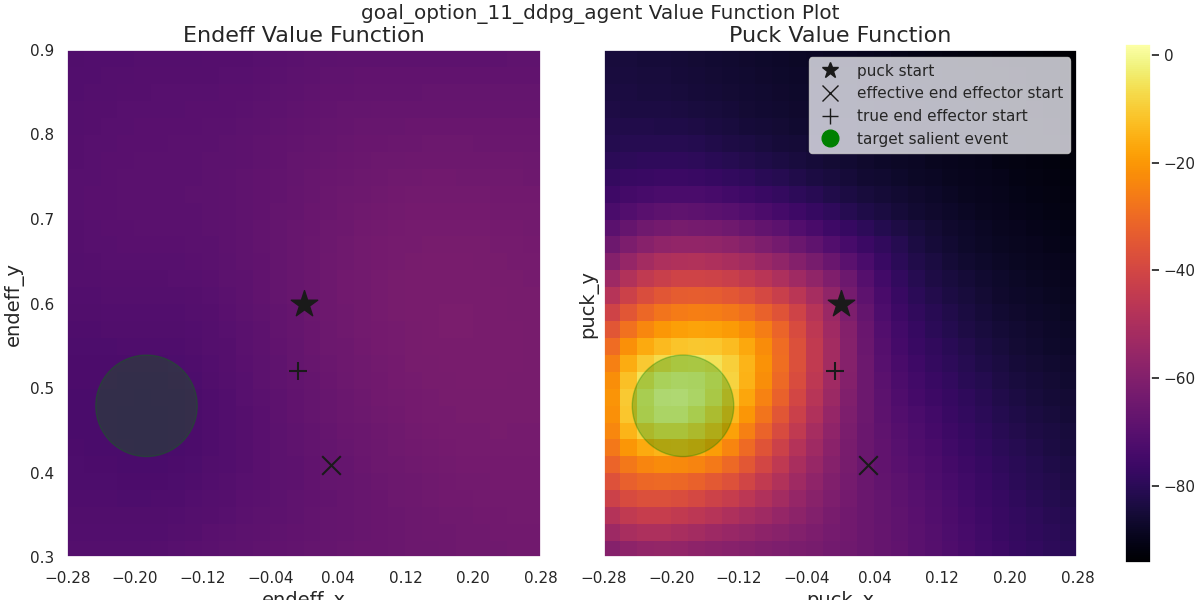 goal_option_11_ddpg_agent Value Function Plot
Endeff Value Function
Puck Value Function
0.9
0.8
0.7
0.6
0.5
0.4
0.3
endeff_y
−0.28 −0.20 −0.12 −0.04 0.04 0.12 0.20 0.28
endeff_x
puck_y
puck start
effective end effector start
true end effector start
target salient event
−0.28 −0.20 −0.12 −0.04 0.04 0.12 0.20 0.28
puck_x
0
−20
−40
−60
−80